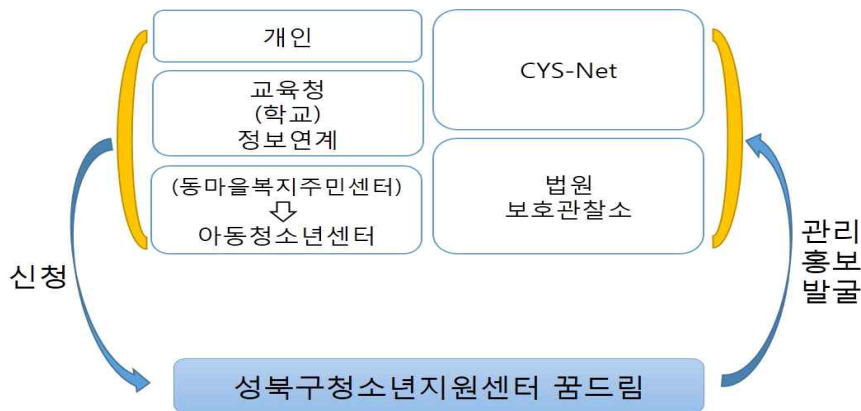 개인
교육청
(학교)
정보연계
(동마을복지주민센터)
아동청소년센터
CYS-Net
법원
보호관찰소
신청
관리
홍보
발굴
성북구청소년지원센터 꿈드림